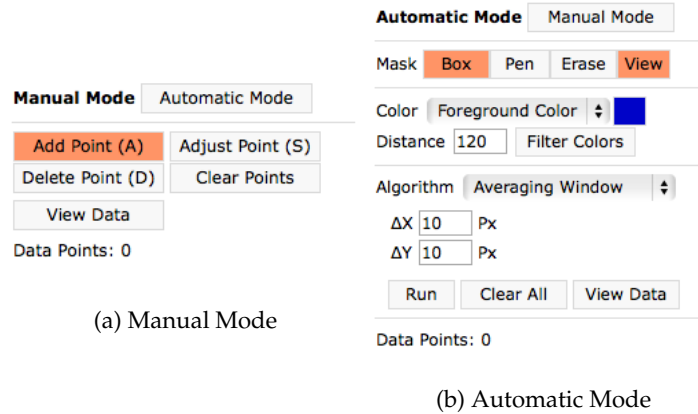 Manual Mode Automatic Mode
Add Point (A) Adjust Point (S)
Delete Point (D) Clear Points
View Data
Data Points: 0
(a) Manual Mode
Automatic Mode Manual Mode
Mask Box Pen Erase View
Color Foreground Color
Distance 120 Filter Colors
Algorithm Averaging Window
ΔX 10 Px
ΔY 10 Px
Run Clear All View Data
Data Points: 0
(b) Automatic Mode